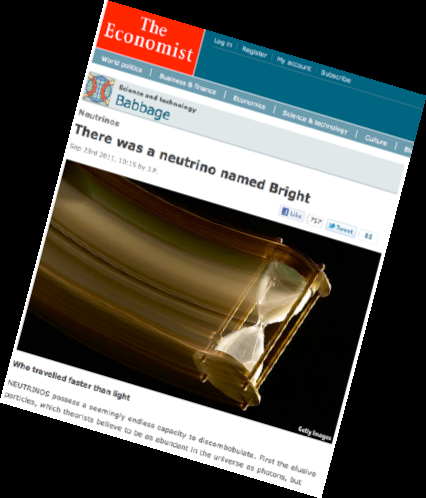 The
Economist
Log in Register My account Subscribe
World politics Business & finance Economics Science & technology Culture
Science and technology
Babbage
Neutrinos
There was a neutrino named Bright
Sep 23rd 2011, 10:15 by J.P.
Like 757 Tweet 85
Getty Images
Who travelled faster than light
NEUTRINOS possess a seemingly endless capacity to discombobulate. First the elusive
particles, which theorists believe to be as abundant in the universe as photons, but